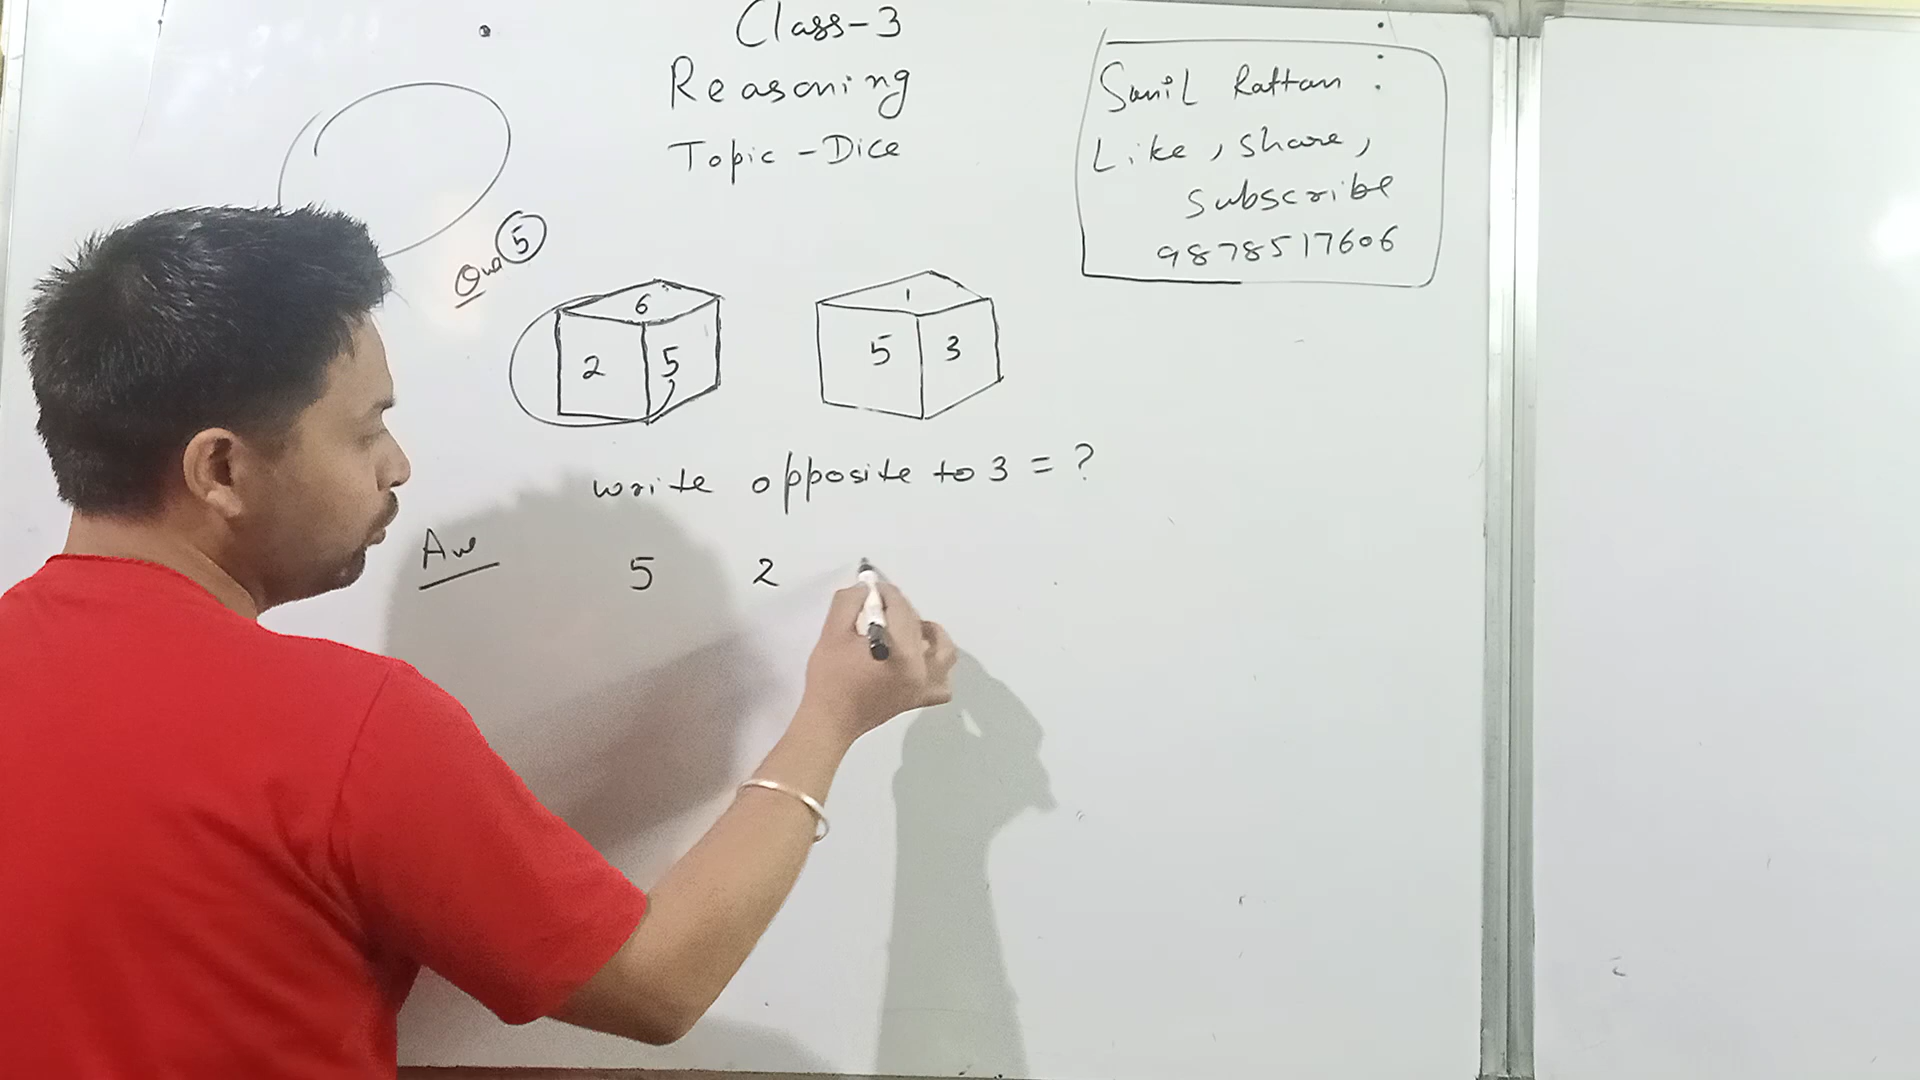 Class-3
Reasoning
Topic - Dice
Sunil Rattan :
Like, share,
subscribe
9878517606
Que 5
6
2 5
1
5 3
write opposite to 3 = ?
An
5 2